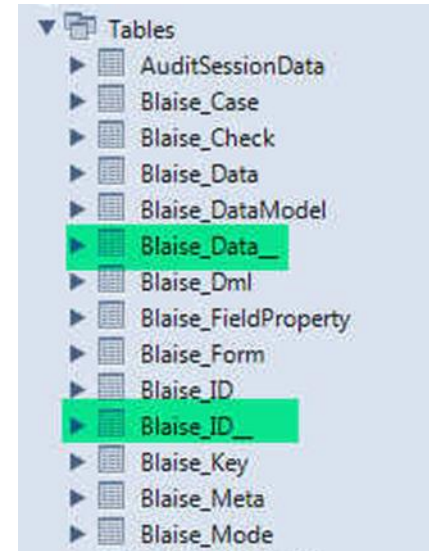 Tables
AuditSessionData
Blaise_Case
Blaise_Check
Blaise_Data
Blaise_DataModel
Blaise_Data__
Blaise_Dml
Blaise_FieldProperty
Blaise_Form
Blaise_ID
Blaise_ID__
Blaise_Key
Blaise_Meta
Blaise_Mode